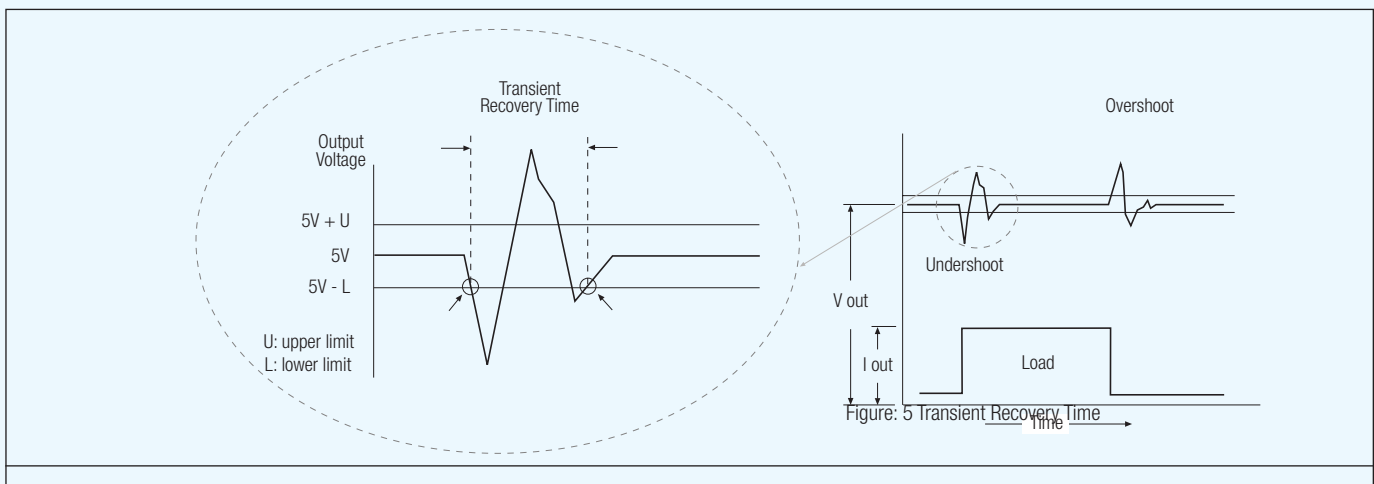 Transient
Recovery Time
Output
Voltage
5V + U
5V
5V - L
U: upper limit
L: lower limit
Overshoot
Undershoot
V out
I out
Load
Figure: 5 Transient Recovery Time
Time